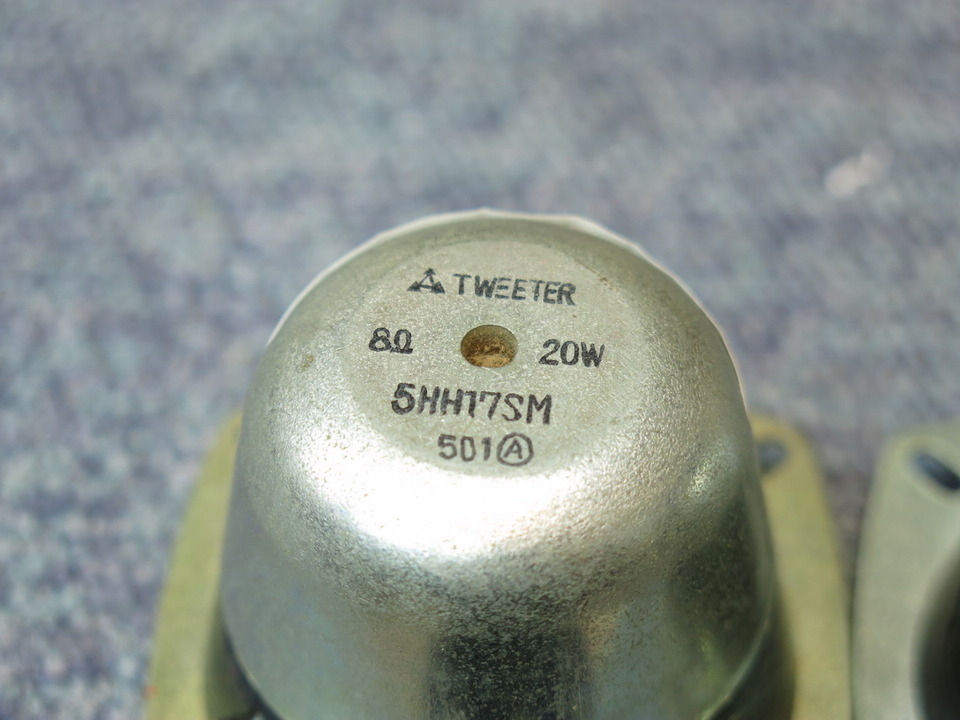 TWEETER
8Ω 20W
5HH17SM
501Ⓐ